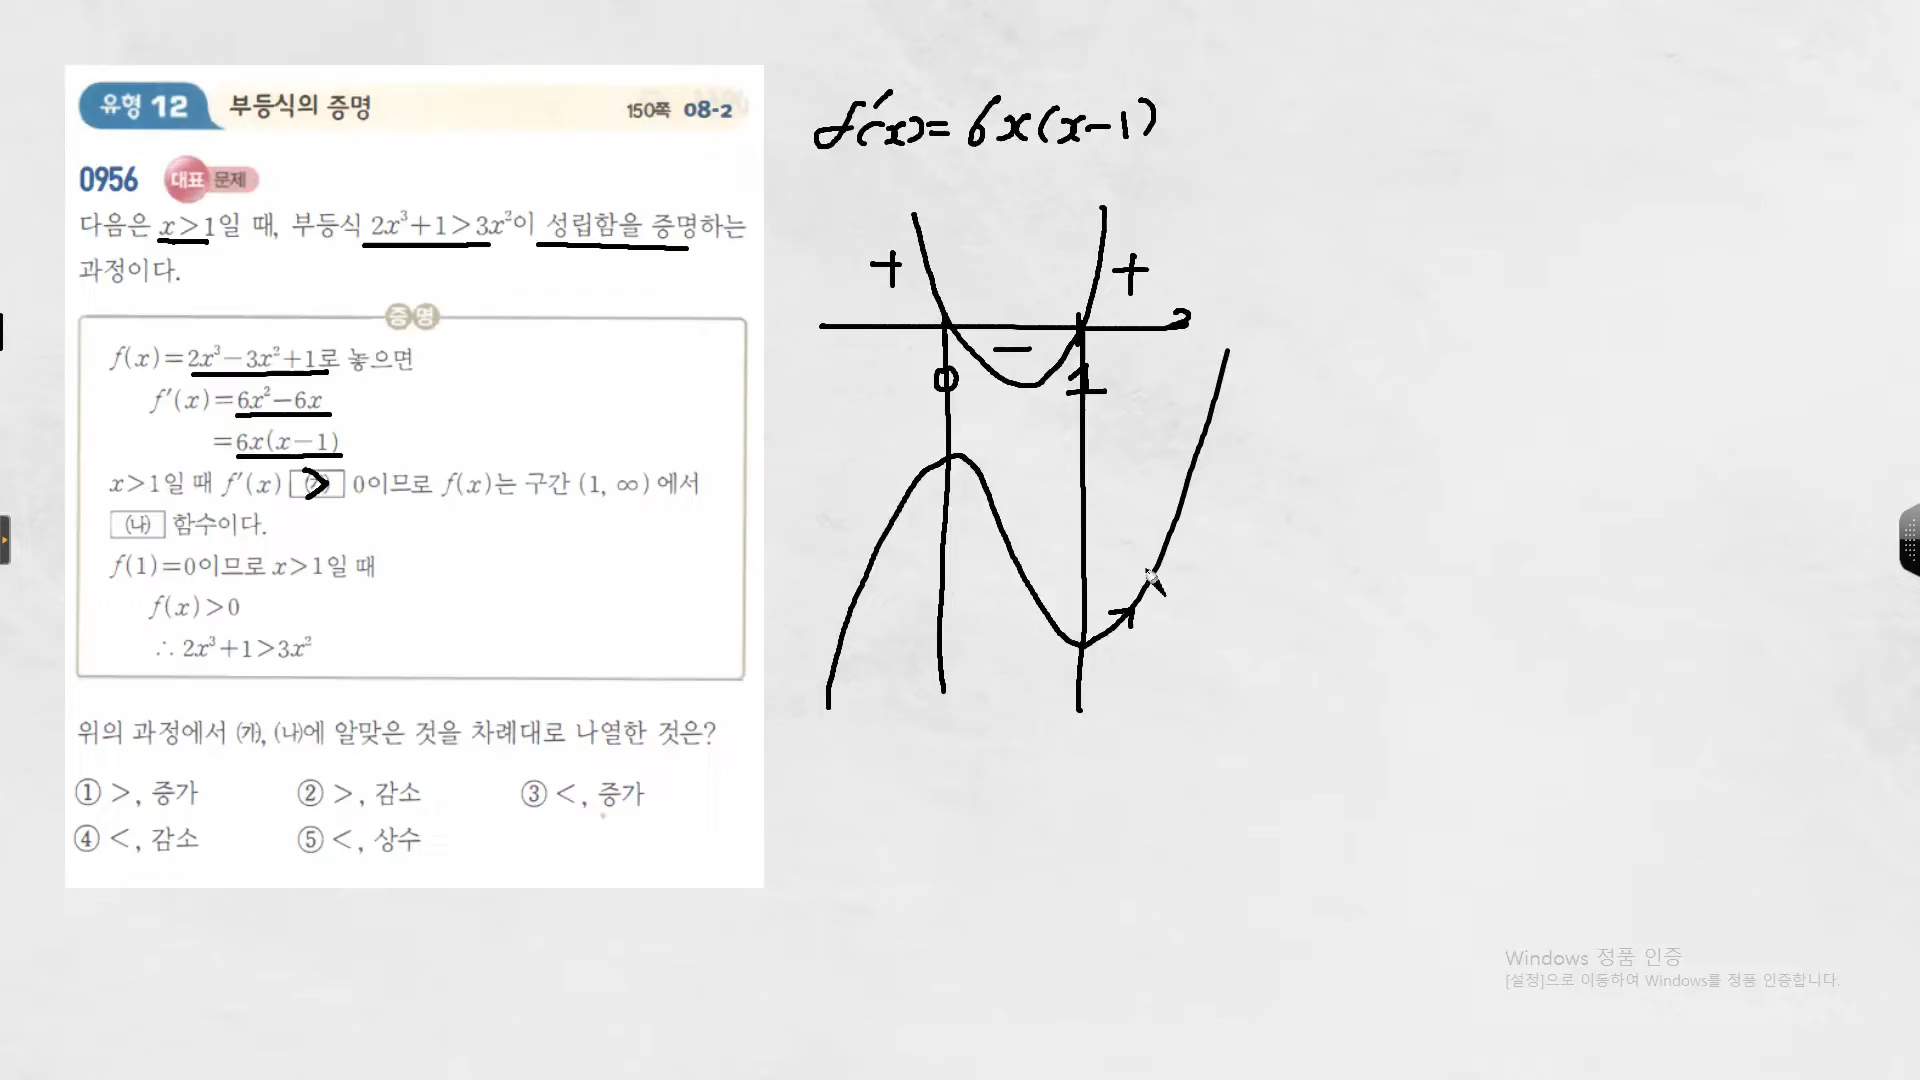 유형 12 부등식의 증명 150쪽 08-2
0956 대표 문제
다음은 x>1일 때, 부등식 2x³+1>3x²이 성립함을 증명하는
과정이다.
증명
f(x)=2x³-3x²+1로 놓으면
f'(x)=6x²-6x
=6x(x-1)
x>1일 때 f'(x) > 0이므로 f(x)는 구간 (1, ∞)에서
(나) 함수이다.
f(1)=0이므로 x>1일 때
f(x)>0
∴ 2x³+1>3x²
위의 과정에서 (가), (나)에 알맞은 것을 차례대로 나열한 것은?
① >, 증가 ② >, 감소 ③ <, 증가
④ <, 감소 ⑤ <, 상수
f'(x)= 6x(x-1)
+ +
−
0 1
Windows 정품 인증
[설정]으로 이동하여 Windows를 정품 인증합니다.